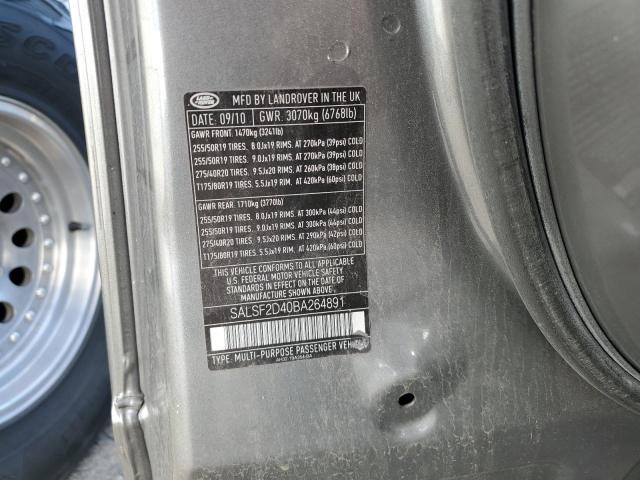 LAND ROVER
MFD BY LANDROVER IN THE UK
DATE: 09/10 GWR. 3070kg (6768lb)
GAWR FRONT: 1470kg (3241lb)
255/50R19 TIRES. 8.0Jx19 RIMS. AT 270kPa (39psi) COLD
255/50R19 TIRES. 9.0Jx19 RIMS. AT 270kPa (39psi) COLD
275/40R20 TIRES. 9.5Jx20 RIMS. AT 260kPa (38psi) COLD
T175/80R19 TIRES. 5.5Jx19 RIM. AT 420kPa (60psi) COLD
GAWR REAR: 1710kg (3770lb)
255/50R19 TIRES. 8.0Jx19 RIMS. AT 300kPa (44psi) COLD
255/50R19 TIRES. 9.0Jx19 RIMS. AT 300kPa (44psi) COLD
275/40R20 TIRES. 9.5Jx20 RIMS. AT 290kPa (42psi) COLD
T175/80R19 TIRES. 5.5Jx19 RIM. AT 420kPa (60psi) COLD
THIS VEHICLE CONFORMS TO ALL APPLICABLE
U.S. FEDERAL MOTOR VEHICLE SAFETY
STANDARDS IN EFFECT ON THE DATE OF
MANUFACTURE SHOWN ABOVE
SALSF2D40BA264891
TYPE: MULTI-PURPOSE PASSENGER VEHICLE